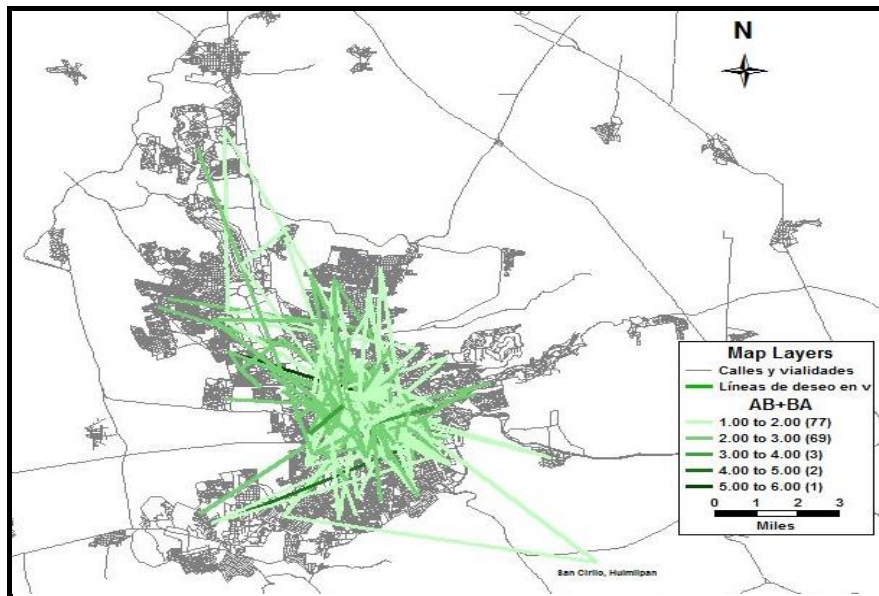 N
Map Layers
Calles y vialidades
Líneas de deseo en v
AB+BA
1.00 to 2.00 (77)
2.00 to 3.00 (69)
3.00 to 4.00 (3)
4.00 to 5.00 (2)
5.00 to 6.00 (1)
0 1 2 3
Miles
San Cirilo, Huimilpan